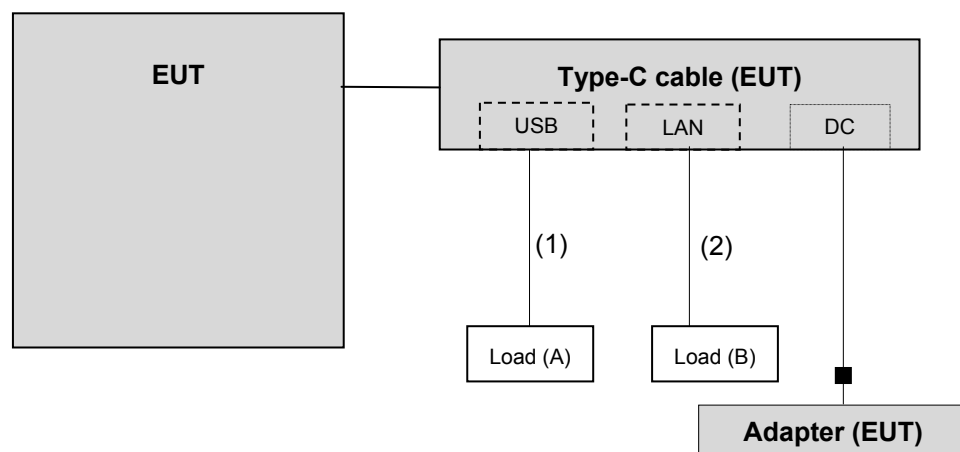 EUT
Type-C cable (EUT)
USB
LAN
DC
(1)
(2)
Load (A)
Load (B)
Adapter (EUT)